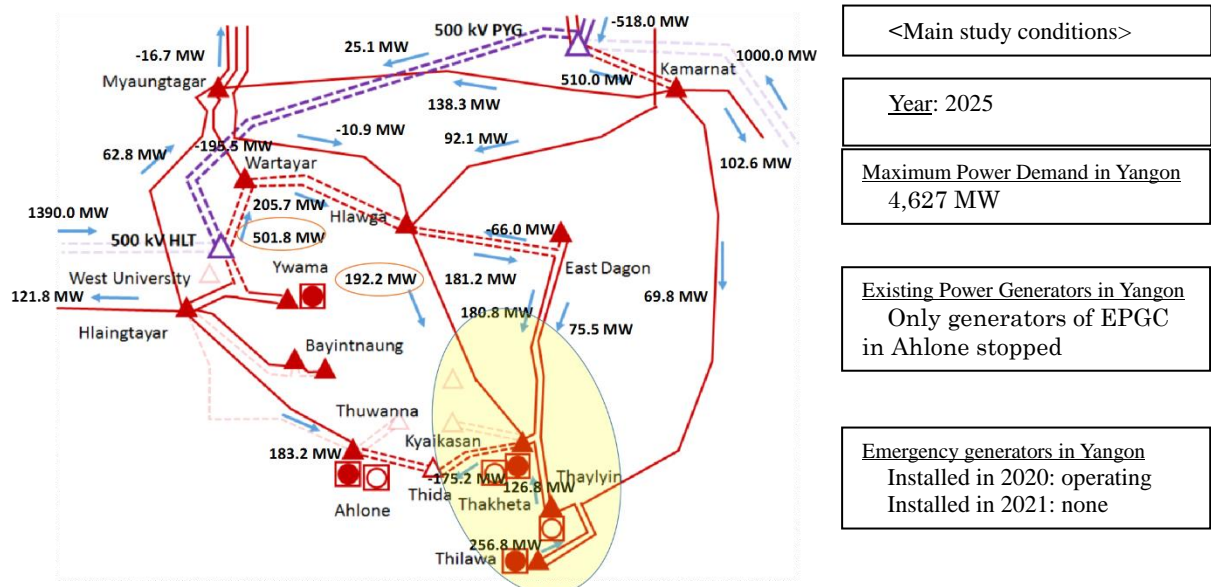 -518.0 MW
500 kV PYG
-16.7 MW
25.1 MW
1000.0 MW
Kamarnat
Myaungtagar
510.0 MW
138.3 MW
-10.9 MW
92.1 MW
-195.5 MW
62.8 MW
102.6 MW
Wartayar
1390.0 MW
205.7 MW
Hlawga
500 kV HLT
501.8 MW
-66.0 MW
West University
Ywama
192.2 MW
181.2 MW
East Dagon
121.8 MW
180.8 MW
69.8 MW
Hlaingtayar
75.5 MW
Bayintnaung
Thuwanna
Kyaikasan
183.2 MW
-175.2 MW
Thaylyin
Thida
126.8 MW
Ahlone
Thakheta
256.8 MW
Thilawa
<Main study conditions>
Year: 2025
Maximum Power Demand in Yangon
4,627 MW
Existing Power Generators in Yangon
Only generators of EPGC
in Ahlone stopped
Emergency generators in Yangon
Installed in 2020: operating
Installed in 2021: none